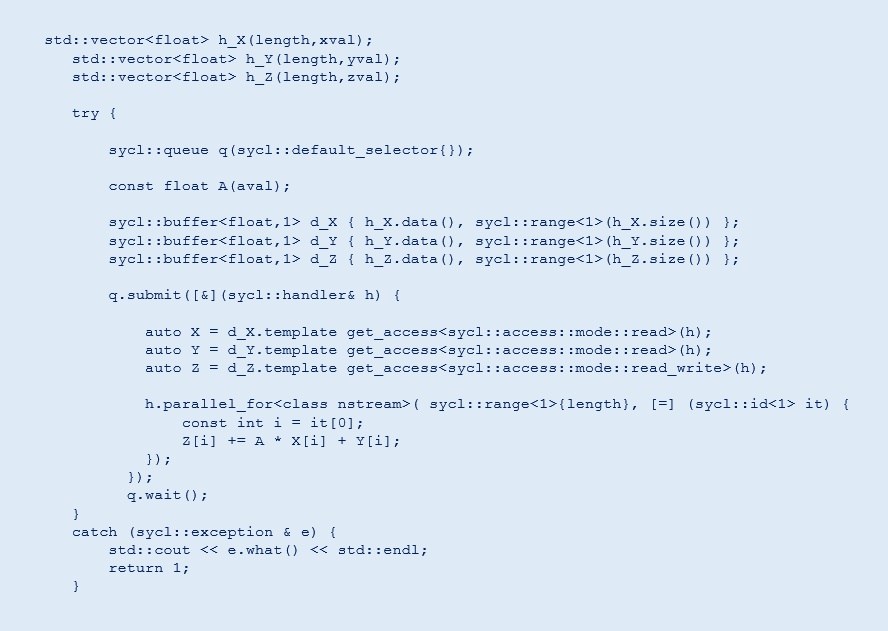 std::vector<float> h_X(length,xval);
std::vector<float> h_Y(length,yval);
std::vector<float> h_Z(length,zval);
try {
sycl::queue q(sycl::default_selector{});
const float A(aval);
sycl::buffer<float,1> d_X { h_X.data(), sycl::range<1>(h_X.size()) };
sycl::buffer<float,1> d_Y { h_Y.data(), sycl::range<1>(h_Y.size()) };
sycl::buffer<float,1> d_Z { h_Z.data(), sycl::range<1>(h_Z.size()) };
q.submit([&](sycl::handler& h) {
auto X = d_X.template get_access<sycl::access::mode::read>(h);
auto Y = d_Y.template get_access<sycl::access::mode::read>(h);
auto Z = d_Z.template get_access<sycl::access::mode::read_write>(h);
h.parallel_for<class nstream>( sycl::range<1>{length}, [=] (sycl::id<1> it) {
const int i = it[0];
Z[i] += A * X[i] + Y[i];
});
});
q.wait();
}
catch (sycl::exception & e) {
std::cout << e.what() << std::endl;
return 1;
}